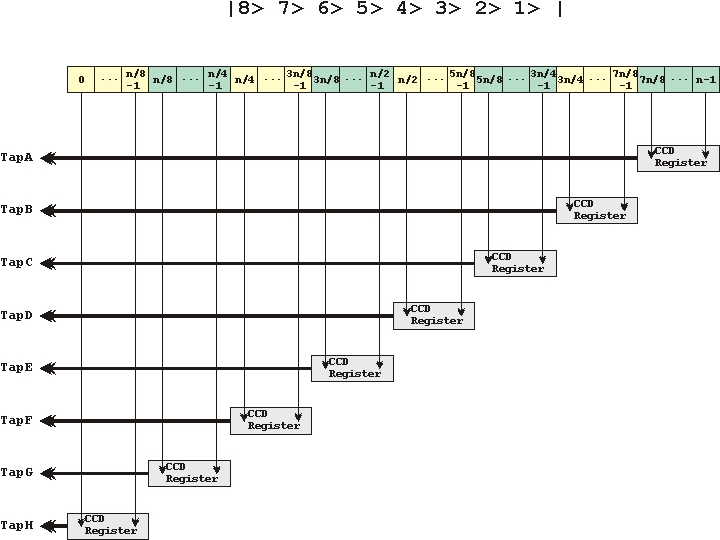 |8> 7> 6> 5> 4> 3> 2> 1> |
0 ... n/8-1 n/8 ... n/4-1 n/4 ... 3n/8-1 3n/8 ... n/2-1 n/2 ... 5n/8-1 5n/8 ... 3n/4-1 3n/4 ... 7n/8-1 7n/8 ... n-1
TapA
CCD
Register
TapB
CCD
Register
TapC
CCD
Register
TapD
CCD
Register
TapE
CCD
Register
TapF
CCD
Register
TapG
CCD
Register
TapH
CCD
Register